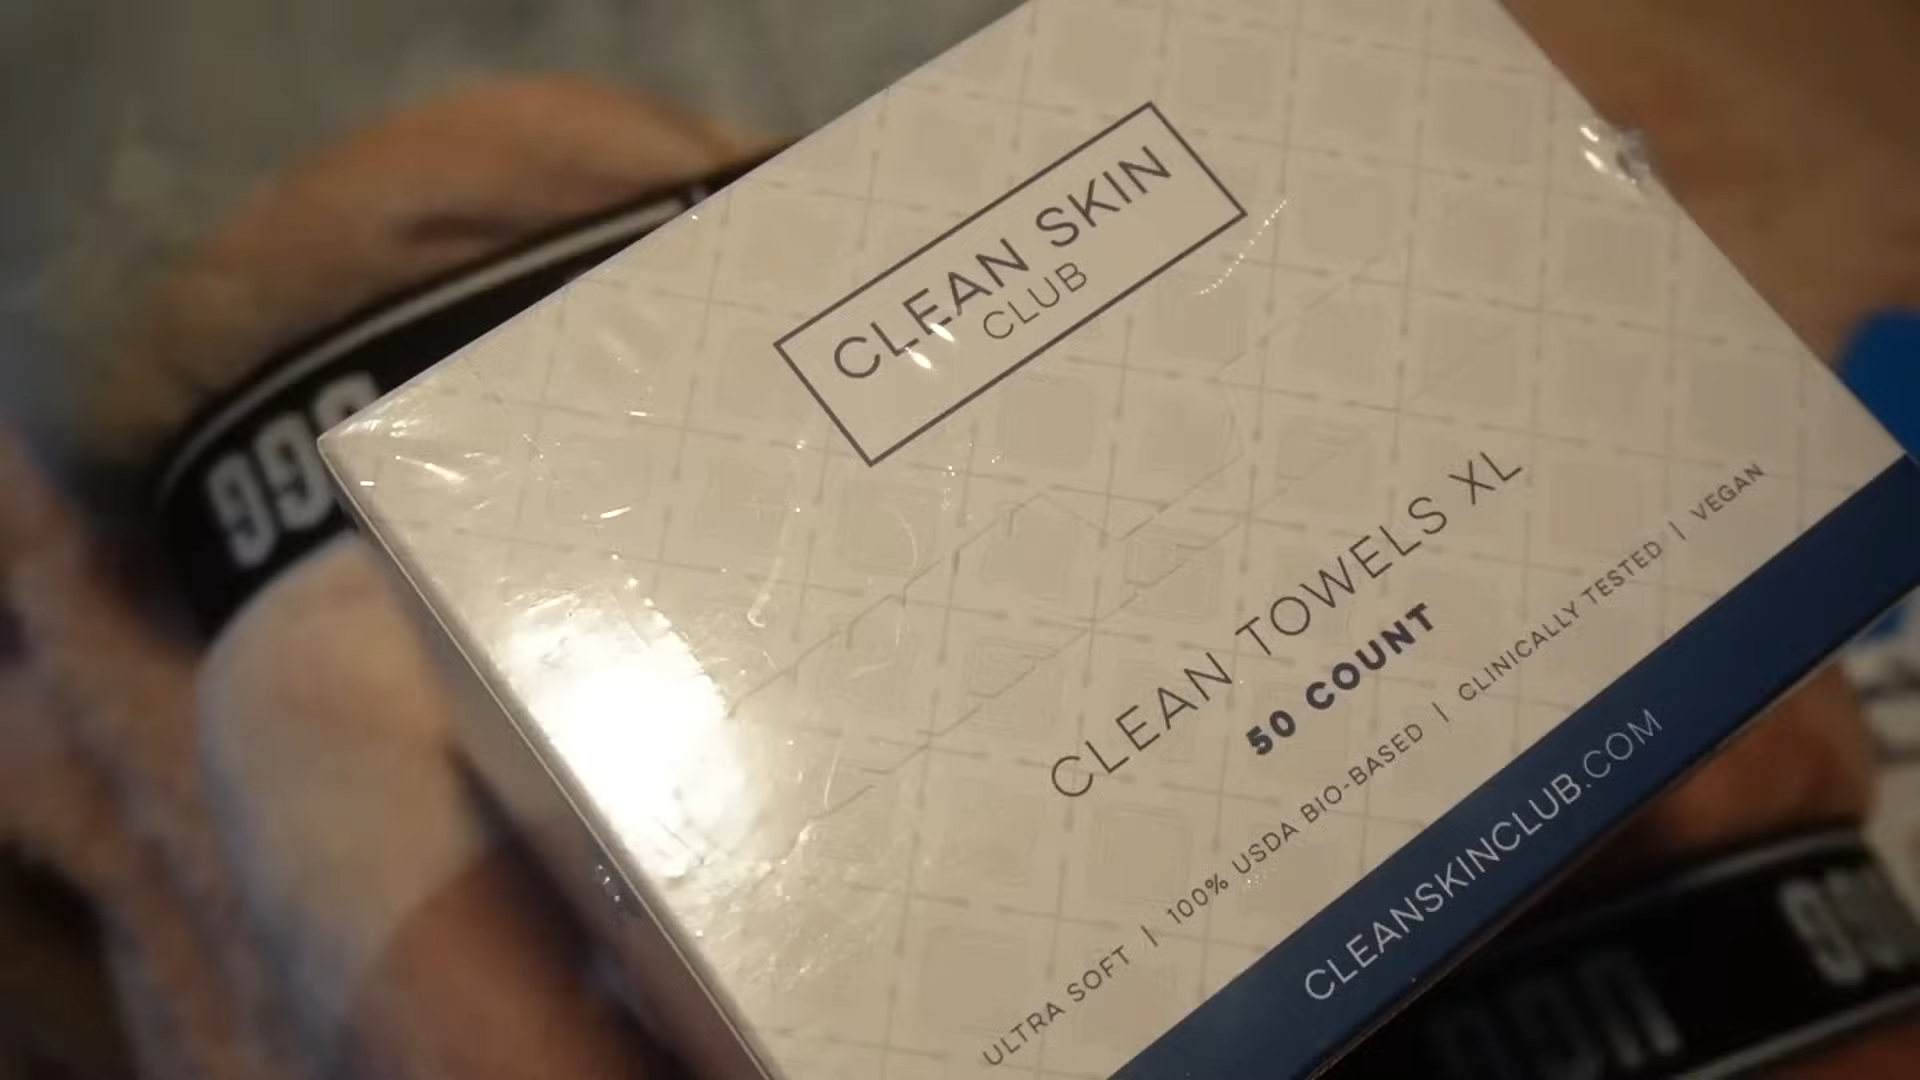 CLEAN SKIN
CLUB
CLEAN TOWELS XL
50 COUNT
ULTRA SOFT | 100% USDA BIO-BASED | CLINICALLY TESTED | VEGAN
CLEANSKINCLUB.COM
UGG